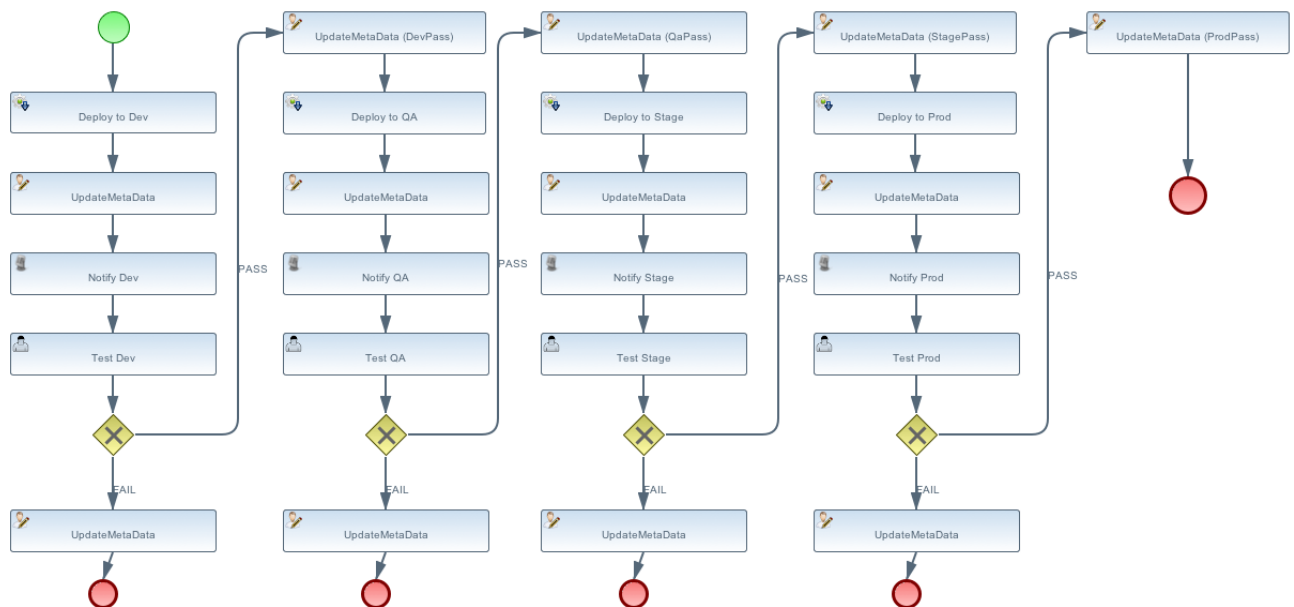 UpdateMetaData (DevPass)
UpdateMetaData (QaPass)
UpdateMetaData (StagePass)
UpdateMetaData (ProdPass)
Deploy to Dev
Deploy to QA
Deploy to Stage
Deploy to Prod
UpdateMetaData
UpdateMetaData
UpdateMetaData
UpdateMetaData
Notify Dev
PASS
Notify QA
PASS
Notify Stage
PASS
Notify Prod
PASS
Test Dev
Test QA
Test Stage
Test Prod
FAIL
FAIL
FAIL
FAIL
UpdateMetaData
UpdateMetaData
UpdateMetaData
UpdateMetaData